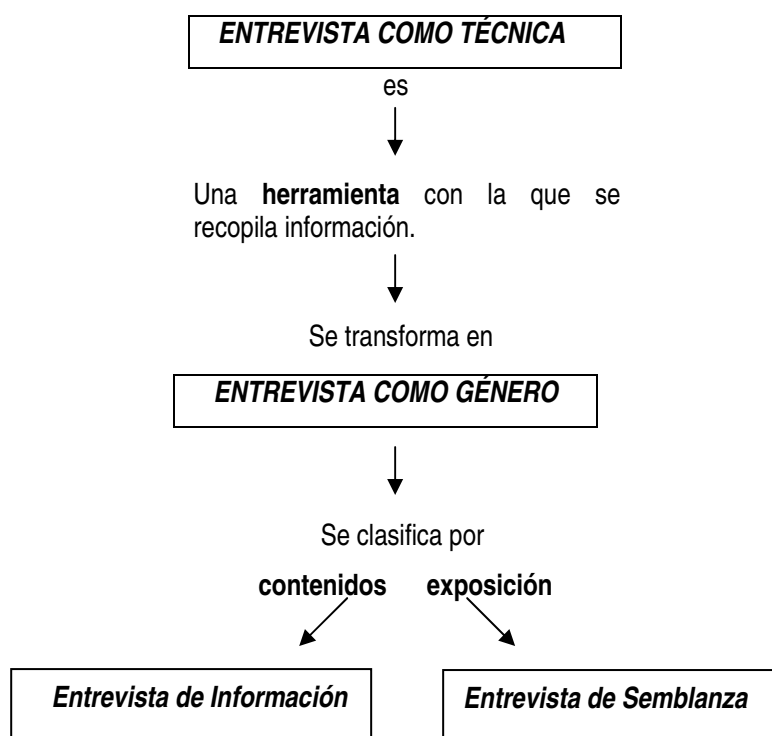 ENTREVISTA COMO TÉCNICA
es
Una herramienta con la que se
recopila información.
Se transforma en
ENTREVISTA COMO GÉNERO
Se clasifica por
contenidos exposición
Entrevista de Información
Entrevista de Semblanza